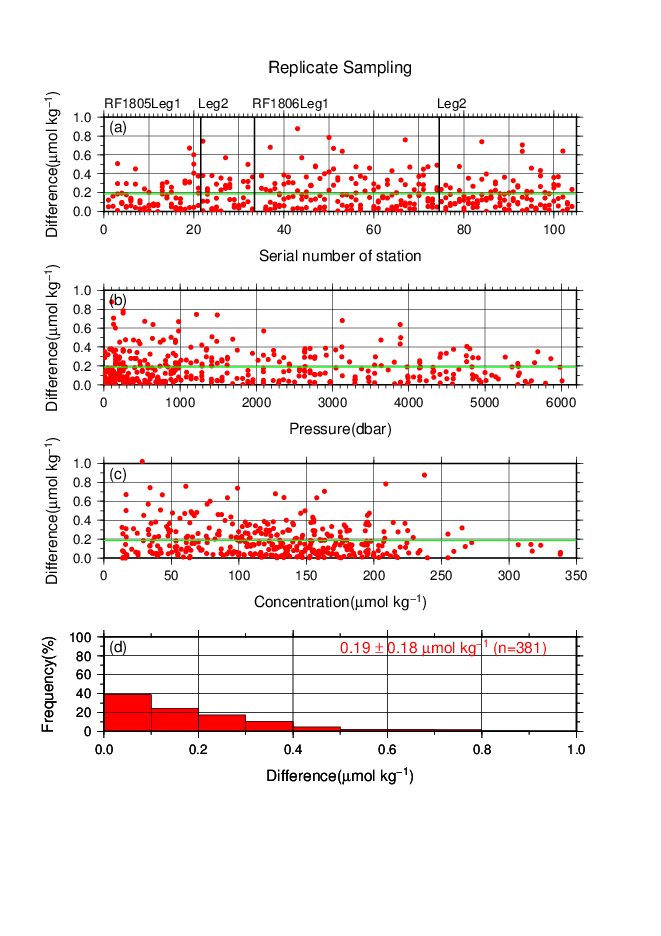 Replicate Sampling
RF1805Leg1 Leg2 RF1806Leg1 Leg2
Difference(μmol kg⁻¹)
1.0
0.8
0.6
0.4
0.2
0.0
(a)
0 20 40 60 80 100
Serial number of station
Difference(μmol kg⁻¹)
1.0
0.8
0.6
0.4
0.2
0.0
(b)
0 1000 2000 3000 4000 5000 6000
Pressure(dbar)
Difference(μmol kg⁻¹)
1.0
0.8
0.6
0.4
0.2
0.0
(c)
0 50 100 150 200 250 300 350
Concentration(μmol kg⁻¹)
Frequency(%)
100
80
60
40
20
0
(d)
0.19 ± 0.18 μmol kg⁻¹ (n=381)
0.0 0.2 0.4 0.6 0.8 1.0
Difference(μmol kg⁻¹)